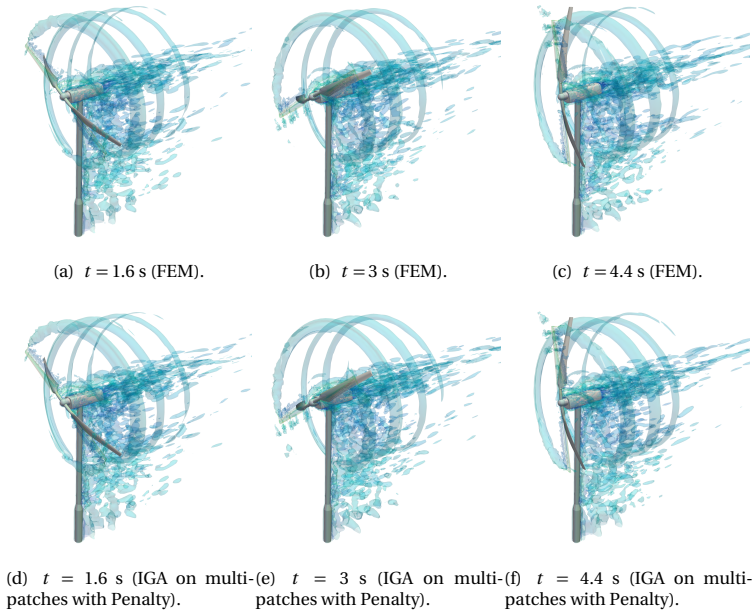 (a) t = 1.6 s (FEM).
(b) t = 3 s (FEM).
(c) t = 4.4 s (FEM).
(d) t = 1.6 s (IGA on multi-
patches with Penalty).
(e) t = 3 s (IGA on multi-
patches with Penalty).
(f) t = 4.4 s (IGA on multi-
patches with Penalty).